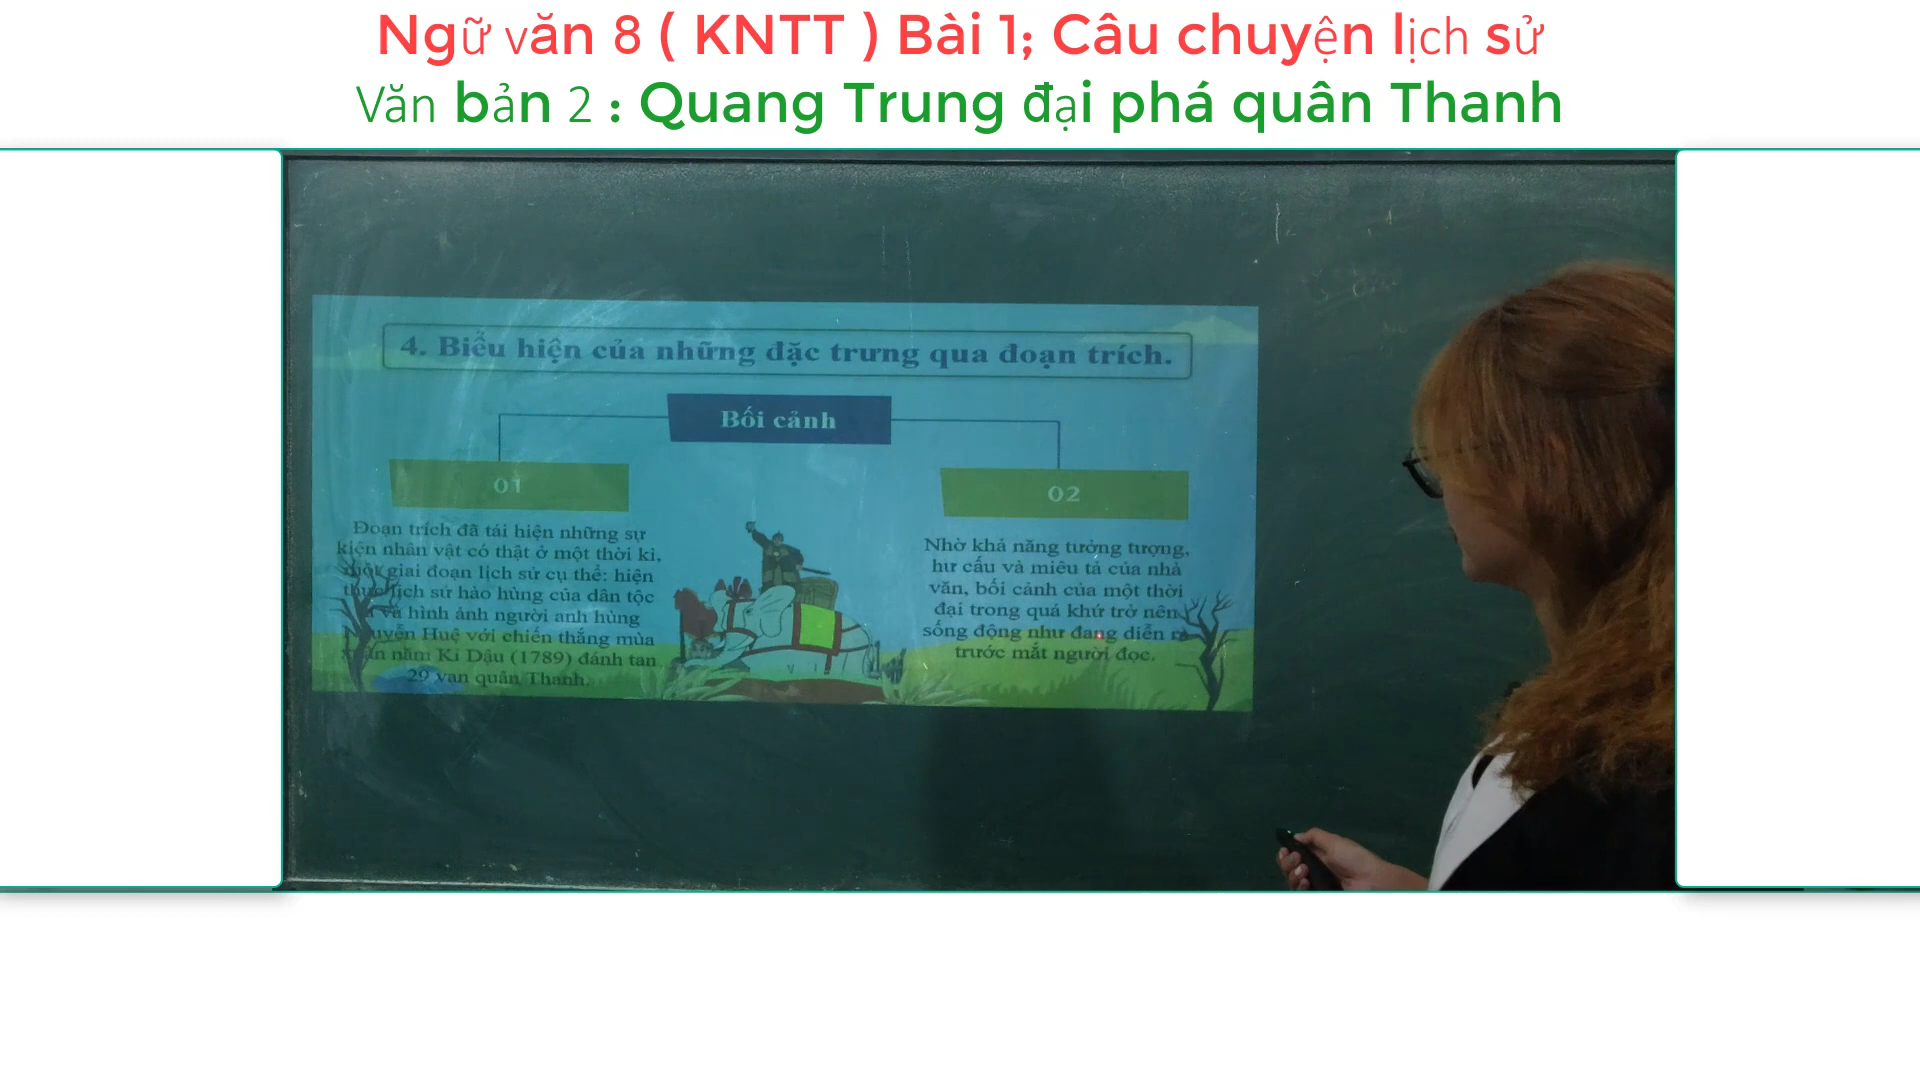 Ngữ văn 8 ( KNTT ) Bài 1; Câu chuyện lịch sử
Văn bản 2 : Quang Trung đại phá quân Thanh
4. Biểu hiện của những đặc trưng qua đoạn trích.
Bối cảnh
01
Đoạn trích đã tái hiện những sự
kiện nhân vật có thật ở một thời kì,
một giai đoạn lịch sử cụ thể: hiện
thực lịch sử hào hùng của dân tộc
và hình ảnh người anh hùng
Nguyễn Huệ với chiến thắng mùa
xuân năm Kỉ Dậu (1789) đánh tan
29 vạn quân Thanh.
02
Nhờ khả năng tưởng tượng,
hư cấu và miêu tả của nhà
văn, bối cảnh của một thời
đại trong quá khứ trở nên
sống động như đang diễn ra
trước mắt người đọc.